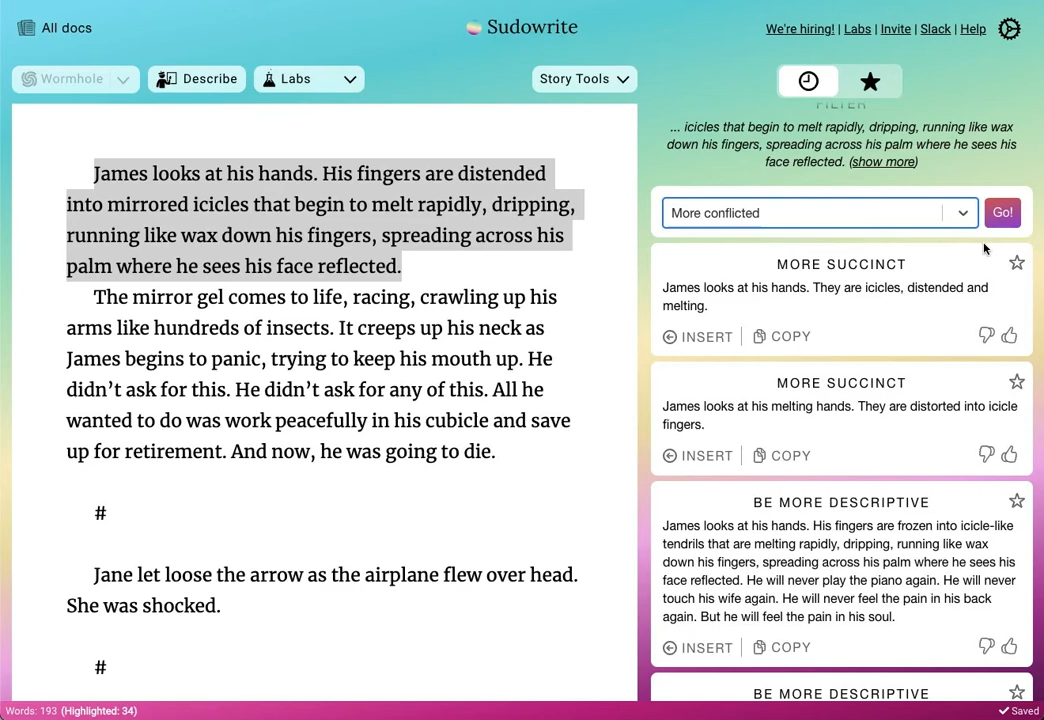 All docs
Sudowrite
We're hiring! | Labs | Invite | Slack | Help
Wormhole
Describe
Labs
Story Tools
James looks at his hands. His fingers are distended
into mirrored icicles that begin to melt rapidly, dripping,
running like wax down his fingers, spreading across his
palm where he sees his face reflected.
The mirror gel comes to life, racing, crawling up his
arms like hundreds of insects. It creeps up his neck as
James begins to panic, trying to keep his mouth up. He
didn't ask for this. He didn't ask for any of this. All he
wanted to do was work peacefully in his cubicle and save
up for retirement. And now, he was going to die.
#
Jane let loose the arrow as the airplane flew over head.
She was shocked.
#
FILTER
... icicles that begin to melt rapidly, dripping, running like wax
down his fingers, spreading across his palm where he sees his
face reflected. (show more)
More conflicted
Go!
MORE SUCCINCT
James looks at his hands. They are icicles, distended and
melting.
INSERT | COPY
MORE SUCCINCT
James looks at his melting hands. They are distorted into icicle
fingers.
INSERT | COPY
BE MORE DESCRIPTIVE
James looks at his hands. His fingers are frozen into icicle-like
tendrils that are melting rapidly, dripping, running like wax
down his fingers, spreading across his palm where he sees his
face reflected. He will never play the piano again. He will never
touch his wife again. He will never feel the pain in his back
again. But he will feel the pain in his soul.
INSERT | COPY
BE MORE DESCRIPTIVE
Words: 193 (Highlighted: 34)
Saved